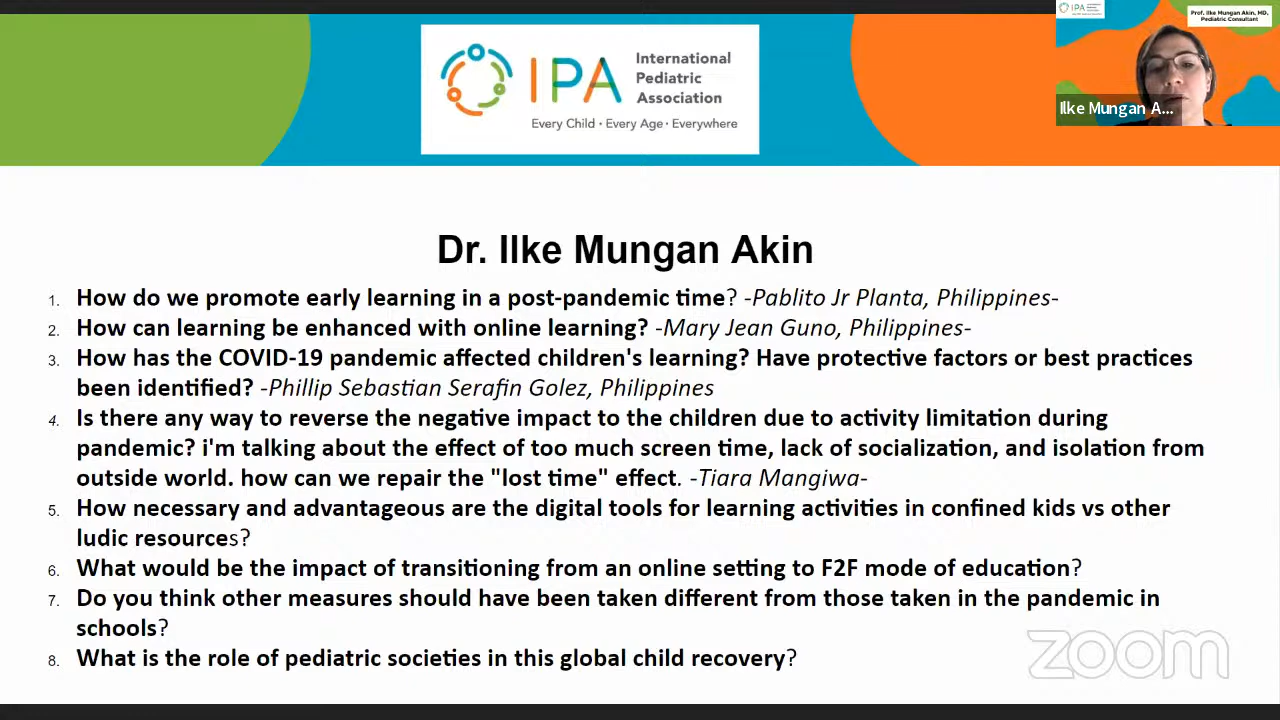 IPA
International
Pediatric
Association
Every Child · Every Age · Everywhere
IPA
Prof. Ilke Mungan Akin, MD,
Pediatric Consultant
Ilke Mungan A...
Dr. Ilke Mungan Akin
1. How do we promote early learning in a post-pandemic time? -Pablito Jr Planta, Philippines-
2. How can learning be enhanced with online learning? -Mary Jean Guno, Philippines-
3. How has the COVID-19 pandemic affected children's learning? Have protective factors or best practices
been identified? -Phillip Sebastian Serafin Golez, Philippines
4. Is there any way to reverse the negative impact to the children due to activity limitation during
pandemic? i'm talking about the effect of too much screen time, lack of socialization, and isolation from
outside world. how can we repair the "lost time" effect. -Tiara Mangiwa-
5. How necessary and advantageous are the digital tools for learning activities in confined kids vs other
ludic resources?
6. What would be the impact of transitioning from an online setting to F2F mode of education?
7. Do you think other measures should have been taken different from those taken in the pandemic in
schools?
8. What is the role of pediatric societies in this global child recovery?
zoom